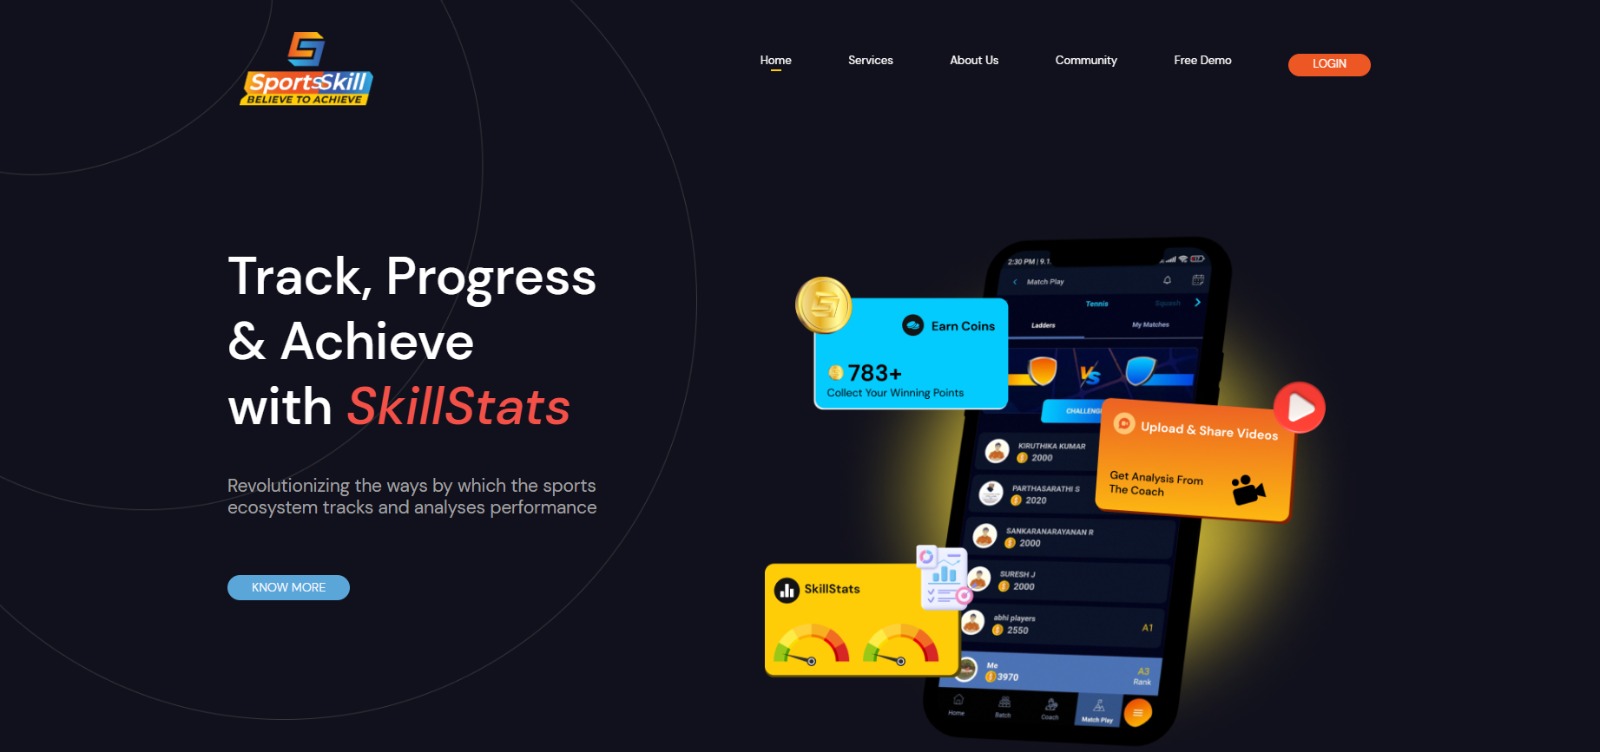 SportsSkill
BELIEVE TO ACHIEVE
Home
Services
About Us
Community
Free Demo
LOGIN
Track, Progress
& Achieve
with SkillStats
Revolutionizing the ways by which the sports
ecosystem tracks and analyses performance
KNOW MORE
Earn Coins
783+
Collect Your Winning Points
2:30 PM | 9.1
Match Play
Tennis
Squash
Ladders
My Matches
VS
CHALLENG
Upload & Share Videos
Get Analysis From
The Coach
KIRUTHIKA KUMAR
2000
PARTHASARATHI S
2020
SANKARANARAYANAN R
2000
SURESH J
2000
abhi players
2550
A1
Me
3970
A3
Rank
SkillStats
Home
Batch
Coach
Match Play